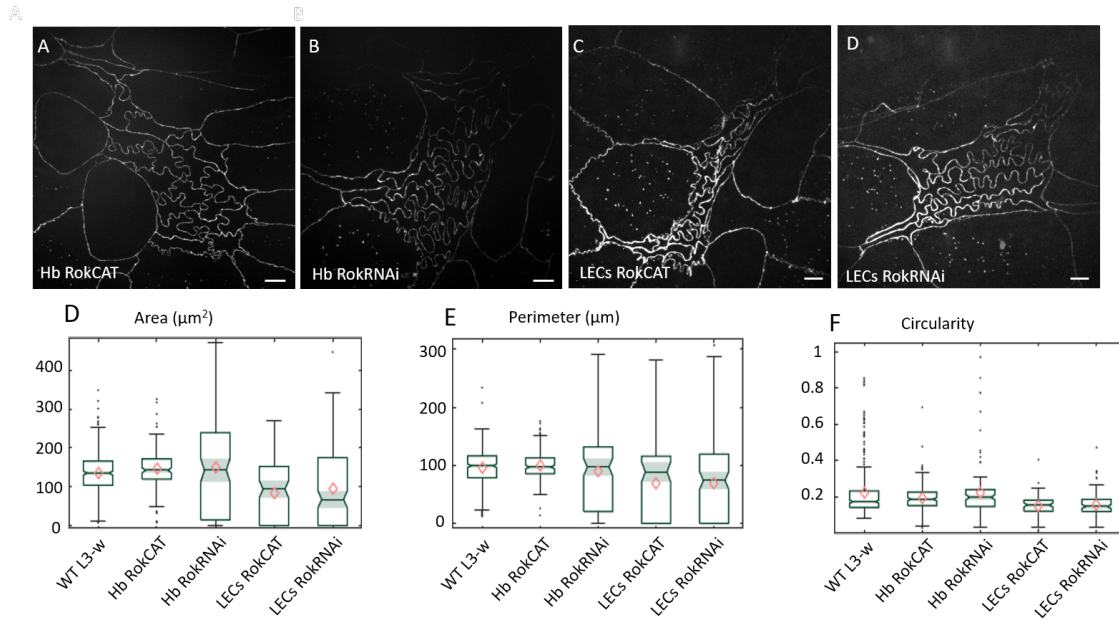 A
B
A
B
C
D
Hb RokCAT
Hb RokRNAi
LECs RokCAT
LECs RokRNAi
D
Area (µm²)
400
300
200
100
0
WT L3-w
Hb RokCAT
Hb RokRNAi
LECs RokCAT
LECs RokRNAi
E
Perimeter (µm)
300
200
100
0
WT L3-w
Hb RokCAT
Hb RokRNAi
LECs RokCAT
LECs RokRNAi
F
Circularity
1
0.8
0.6
0.4
0.2
WT L3-w
Hb RokCAT
Hb RokRNAi
LECs RokCAT
LECs RokRNAi